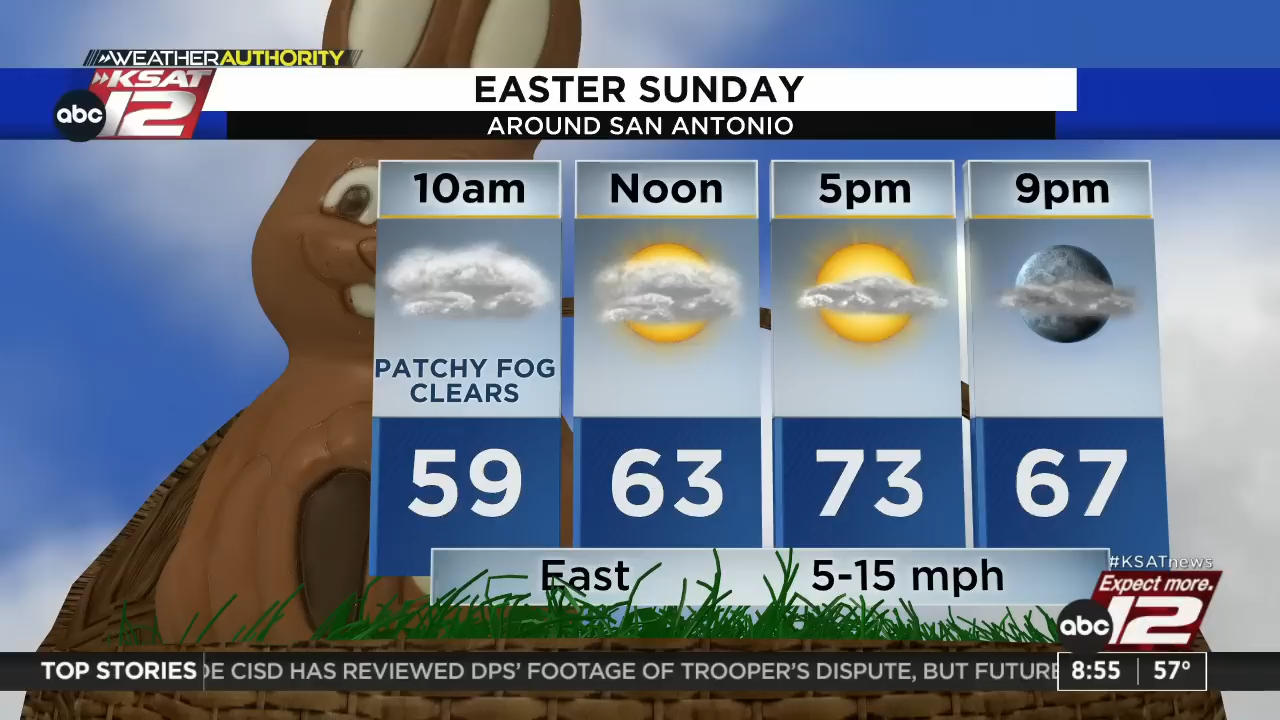 WEATHERAUTHORITY
KSAT
abc 12
EASTER SUNDAY
AROUND SAN ANTONIO
10am Noon 5pm 9pm
PATCHY FOG
CLEARS
59 63 73 67
East 5-15 mph
#KSATnews
Expect more.
abc 12
TOP STORIES DE CISD HAS REVIEWED DPS' FOOTAGE OF TROOPER'S DISPUTE, BUT FUTURE 8:55 57°